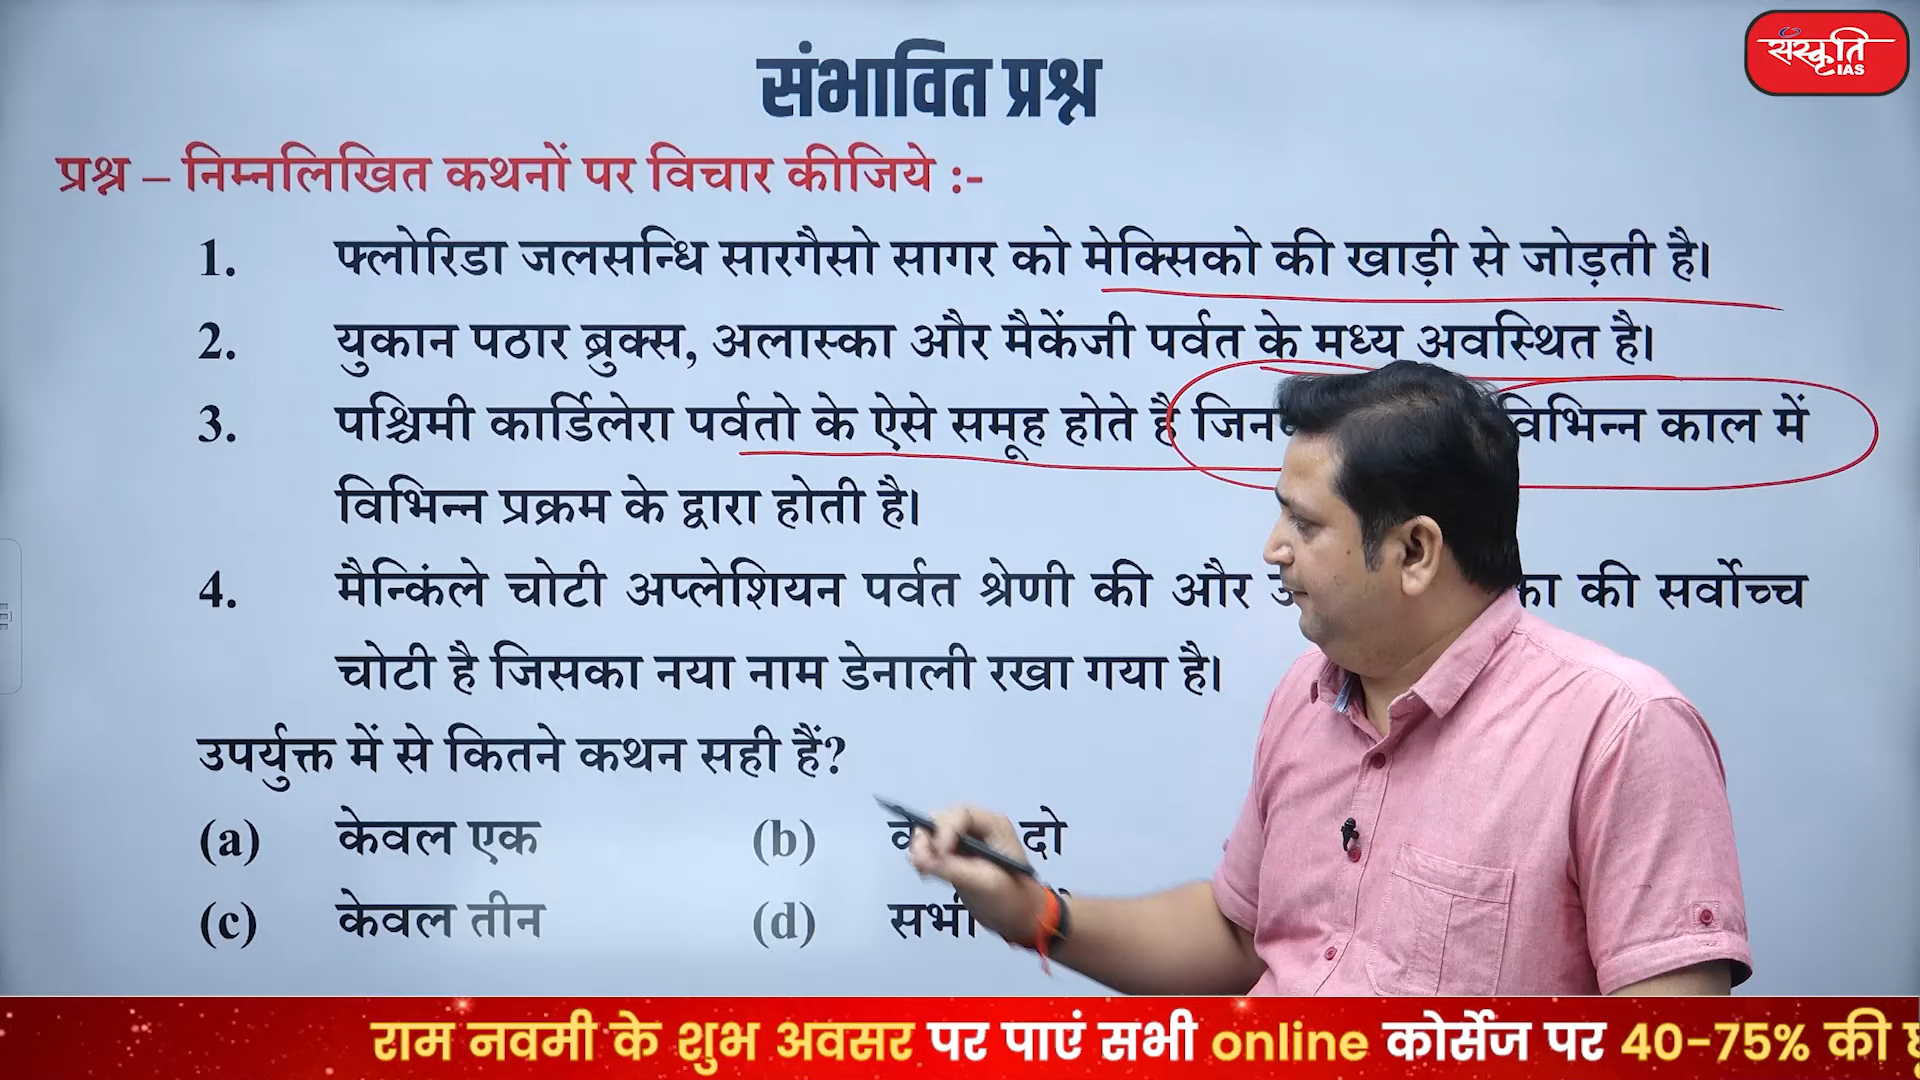 संस्कृति
IAS
संभावित प्रश्न
प्रश्न – निम्नलिखित कथनों पर विचार कीजिये :-
1. फ्लोरिडा जलसन्धि सारगैसो सागर को मेक्सिको की खाड़ी से जोड़ती है।
2. युकान पठार ब्रुक्स, अलास्का और मैकेंजी पर्वत के मध्य अवस्थित है।
3. पश्चिमी कार्डिलेरा पर्वतो के ऐसे समूह होते है विभिन्न काल में
विभिन्न प्रक्रम के द्वारा होती है।
4. मैन्किंले चोटी अप्लेशियन पर्वत श्रेणी की और की सर्वोच्च
चोटी है जिसका नया नाम डेनाली रखा गया है।
उपर्युक्त में से कितने कथन सही हैं?
(a) केवल एक (b) दो
(c) केवल तीन (d) सभी
राम नवमी के शुभ अवसर पर पाएं सभी online कोर्सेज पर 40-75% की